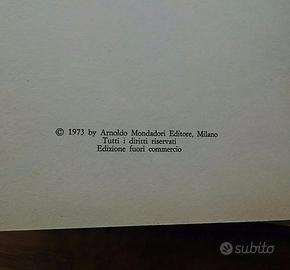 © 1973 by Arnoldo Mondadori Editore, Milano
Tutti i diritti riservati
Edizione fuori commercio
subito